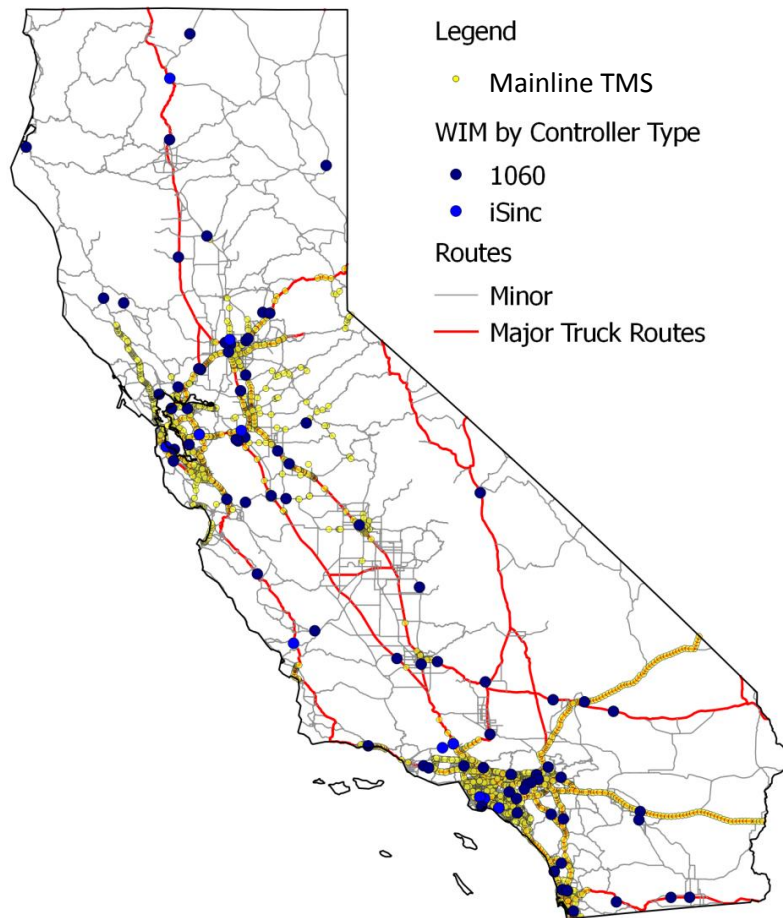 Legend
Mainline TMS
WIM by Controller Type
1060
iSinc
Routes
Minor
Major Truck Routes